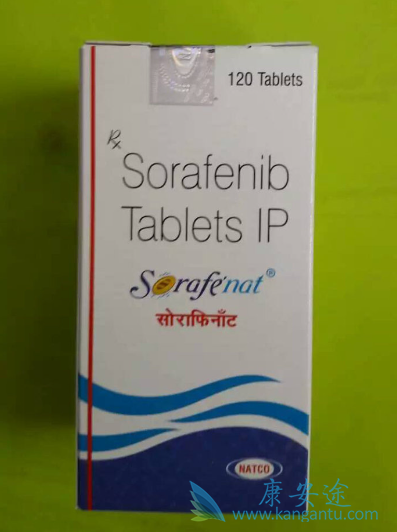 120 Tablets
Rx
Sorafenib
Tablets IP
Sorafenat®
सोराफिनाँट
NATCO
康安途
www.kangantu.com